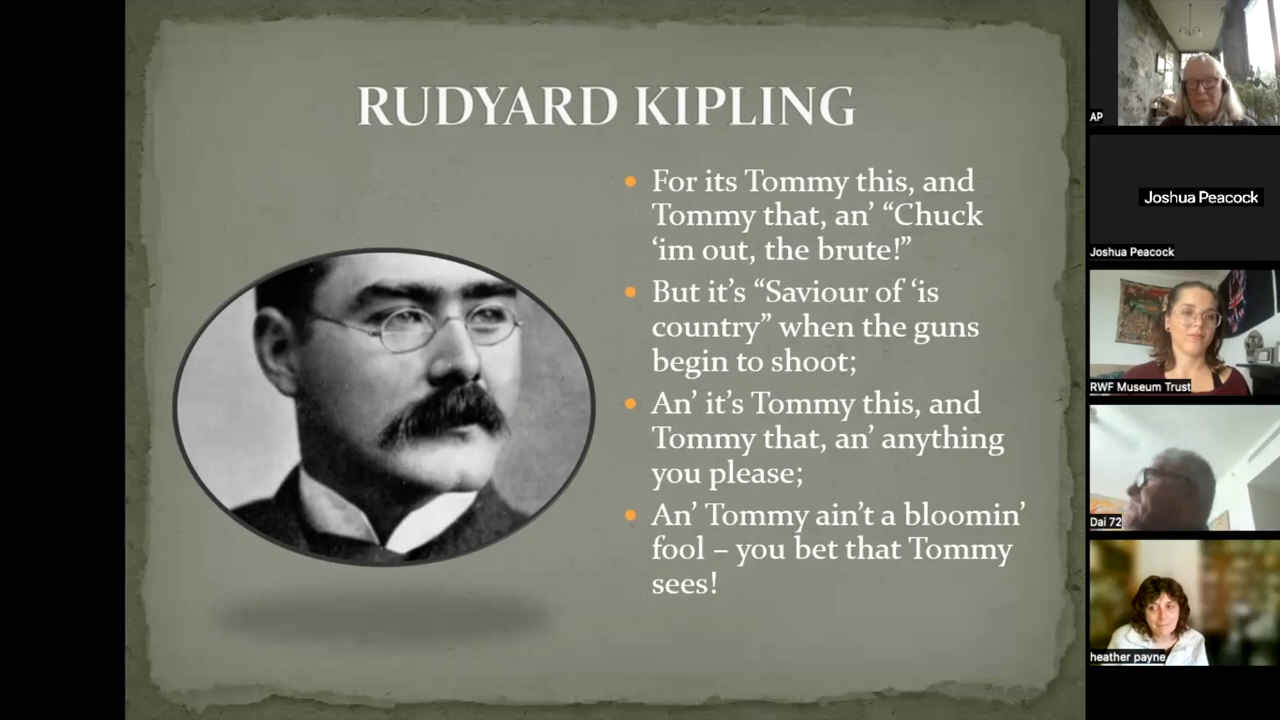 RUDYARD KIPLING
For its Tommy this, and
Tommy that, an’ “Chuck
‘im out, the brute!”
But it’s “Saviour of ‘is
country” when the guns
begin to shoot;
An’ it’s Tommy this, and
Tommy that, an’ anything
you please;
An’ Tommy ain’t a bloomin’
fool – you bet that Tommy
sees!
AP
Joshua Peacock
Joshua Peacock
RWF Museum Trust
Dai 72
heather payne